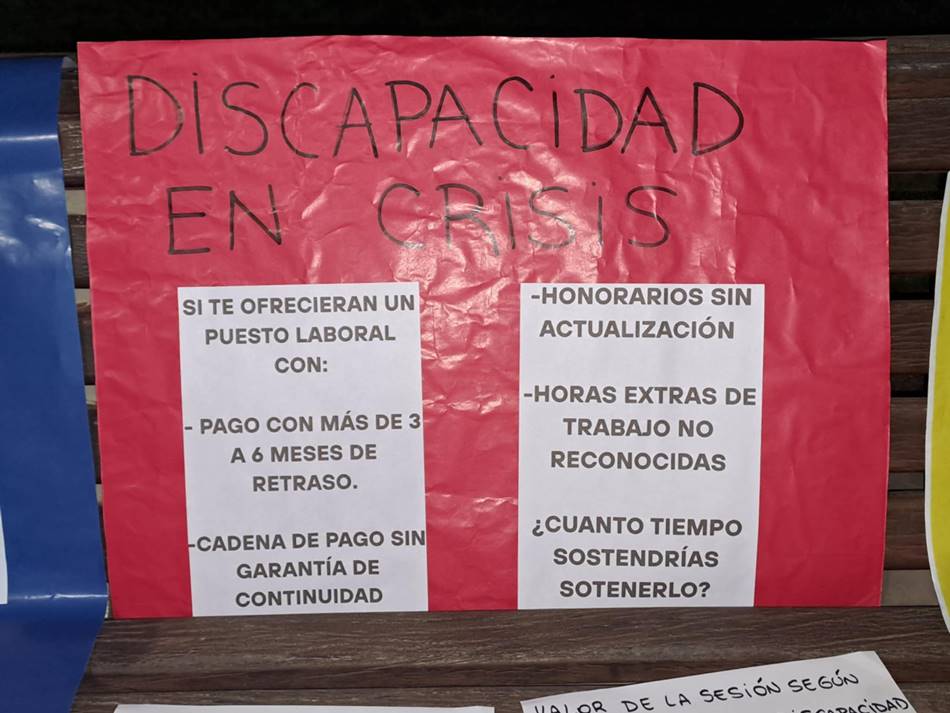 DISCAPACIDAD
EN CRISIS
SI TE OFRECIERAN UN
PUESTO LABORAL
CON:
- PAGO CON MÁS DE 3
A 6 MESES DE
RETRASO.
-CADENA DE PAGO SIN
GARANTÍA DE
CONTINUIDAD
-HONORARIOS SIN
ACTUALIZACIÓN
-HORAS EXTRAS DE
TRABAJO NO
RECONOCIDAS
¿CUANTO TIEMPO
SOSTENDRÍAS
SOTENERLO?
VALOR DE LA SESIÓN SEGÚN
DISCAPACIDAD